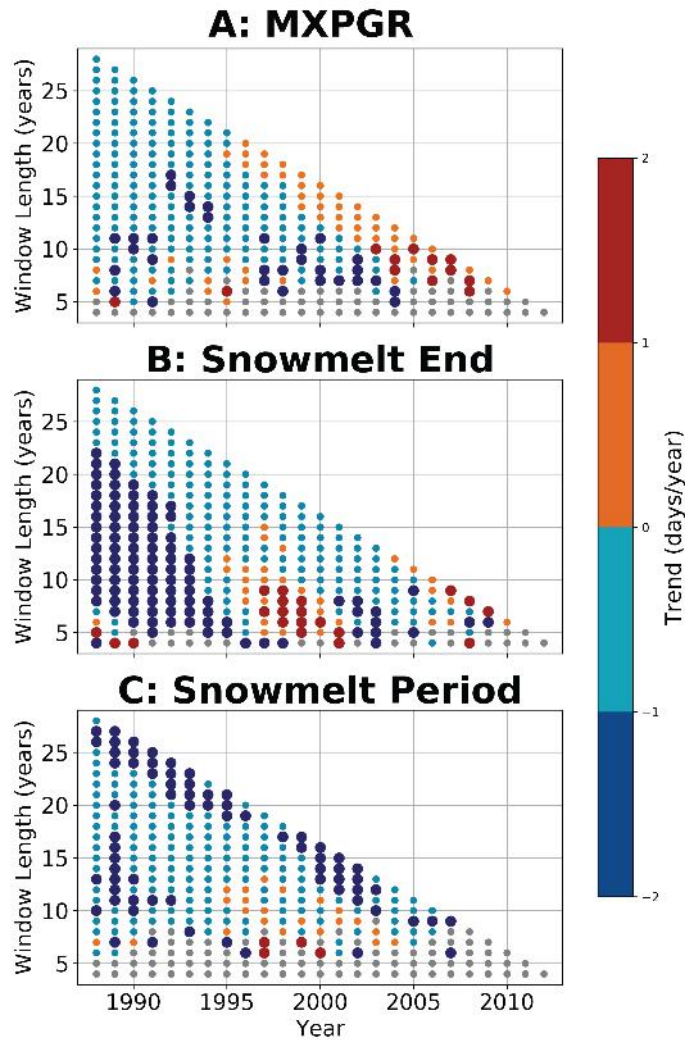 A: MXPGR
Window Length (years)
25
20
15
10
5
B: Snowmelt End
Window Length (years)
25
20
15
10
5
C: Snowmelt Period
Window Length (years)
25
20
15
10
5
1990 1995 2000 2005 2010
Year
2
1
0
−1
−2
Trend (days/year)